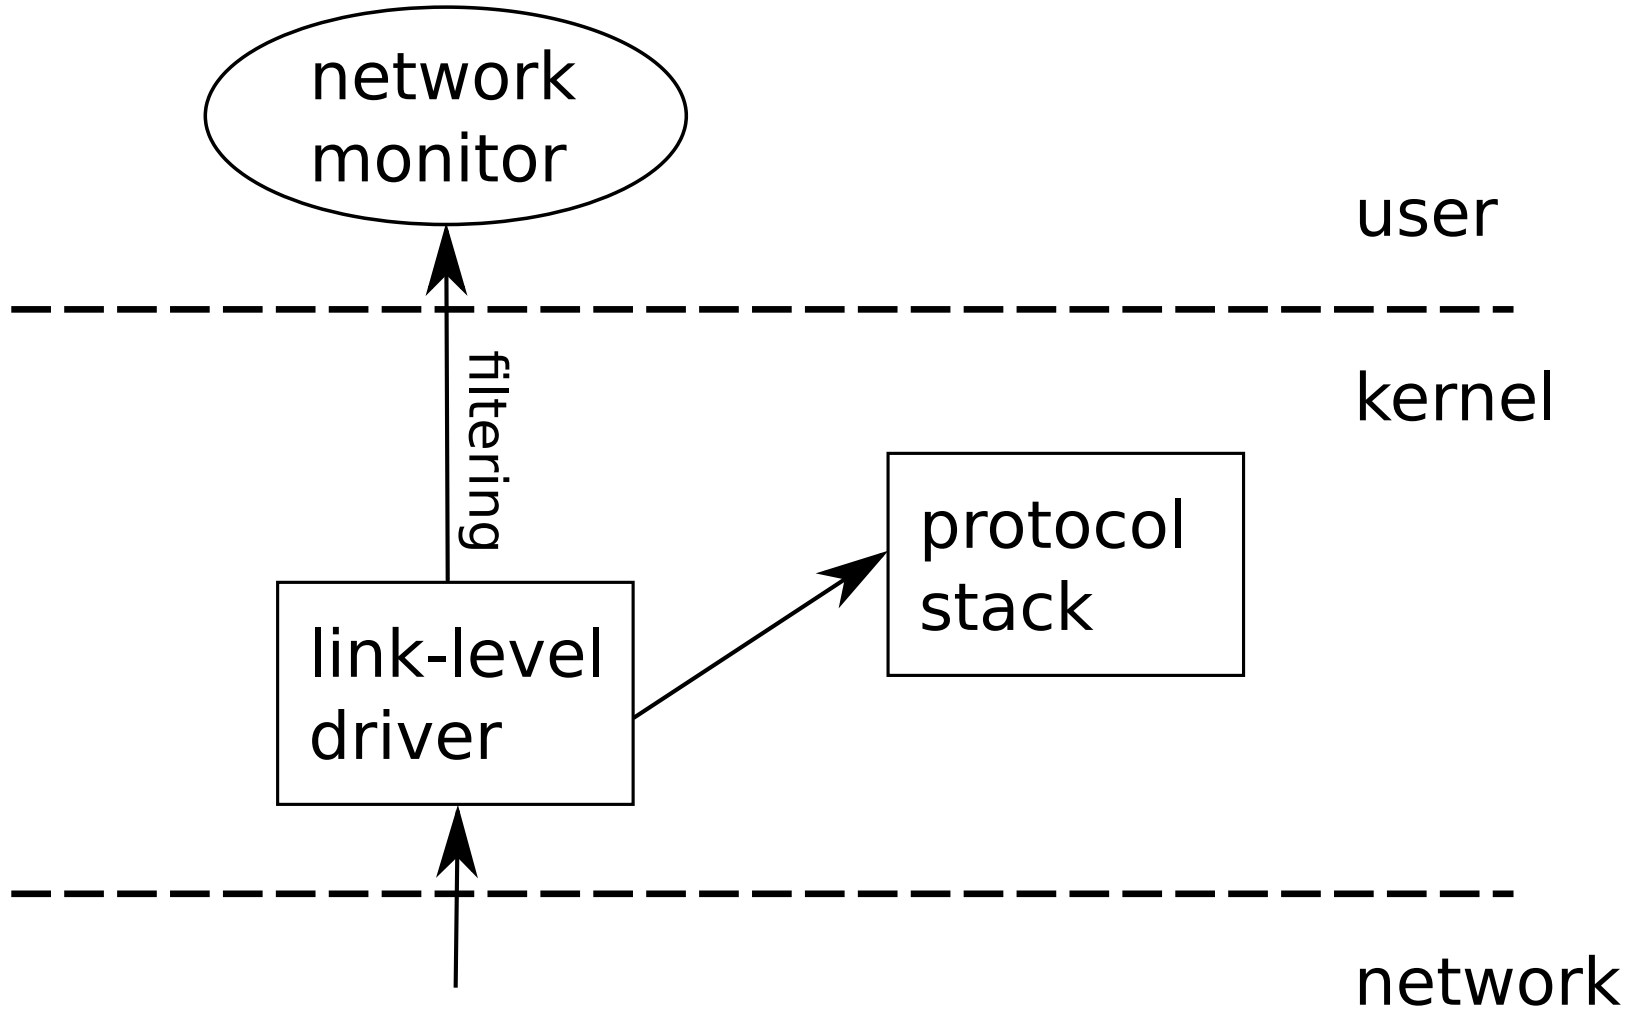 network
monitor
user
kernel
filtering
protocol
stack
link-level
driver
network